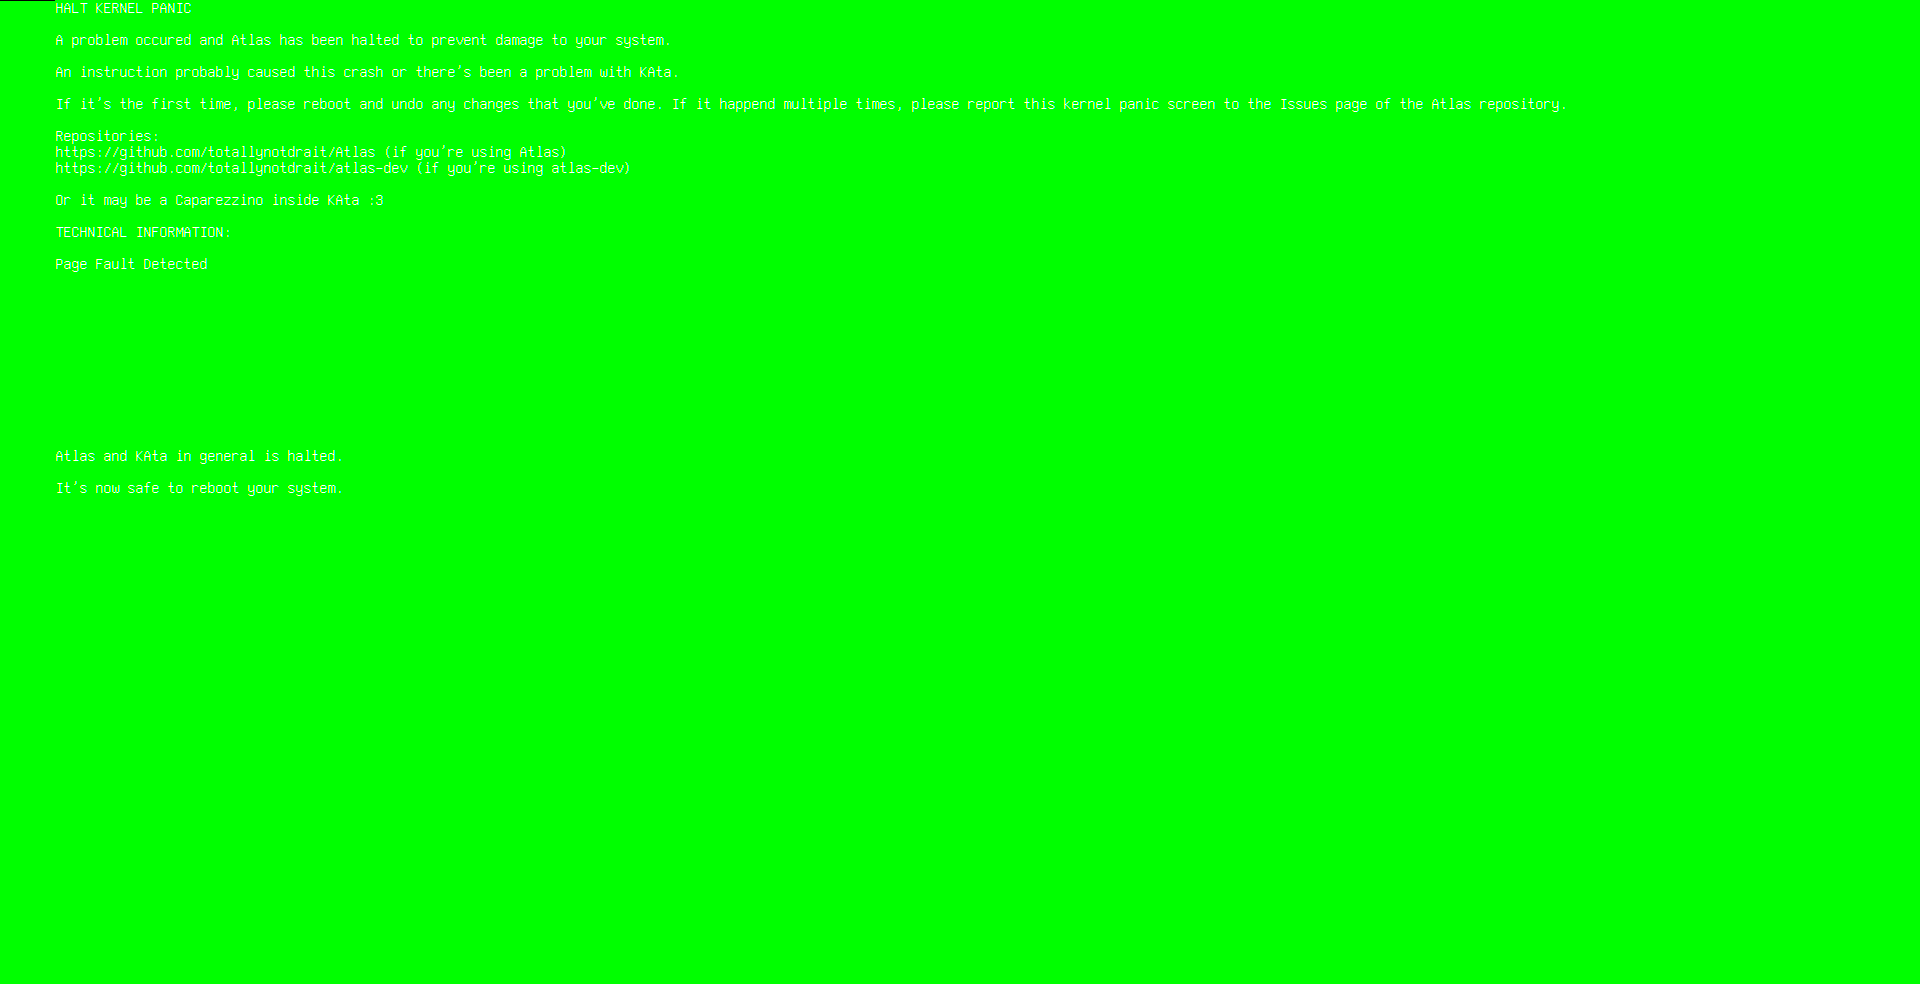 HALT KERNEL PANIC
A problem occured and Atlas has been halted to prevent damage to your system.
An instruction probably caused this crash or there's been a problem with KAta.
If it's the first time, please reboot and undo any changes that you've done. If it happend multiple times, please report this kernel panic screen to the Issues page of the Atlas repository.
Repositories:
https://github.com/totallynotdrait/Atlas (if you're using Atlas)
https://github.com/totallynotdrait/atlas-dev (if you're using atlas-dev)
Or it may be a Caparezzino inside KAta :3
TECHNICAL INFORMATION:
Page Fault Detected
Atlas and KAta in general is halted.
It's now safe to reboot your system.